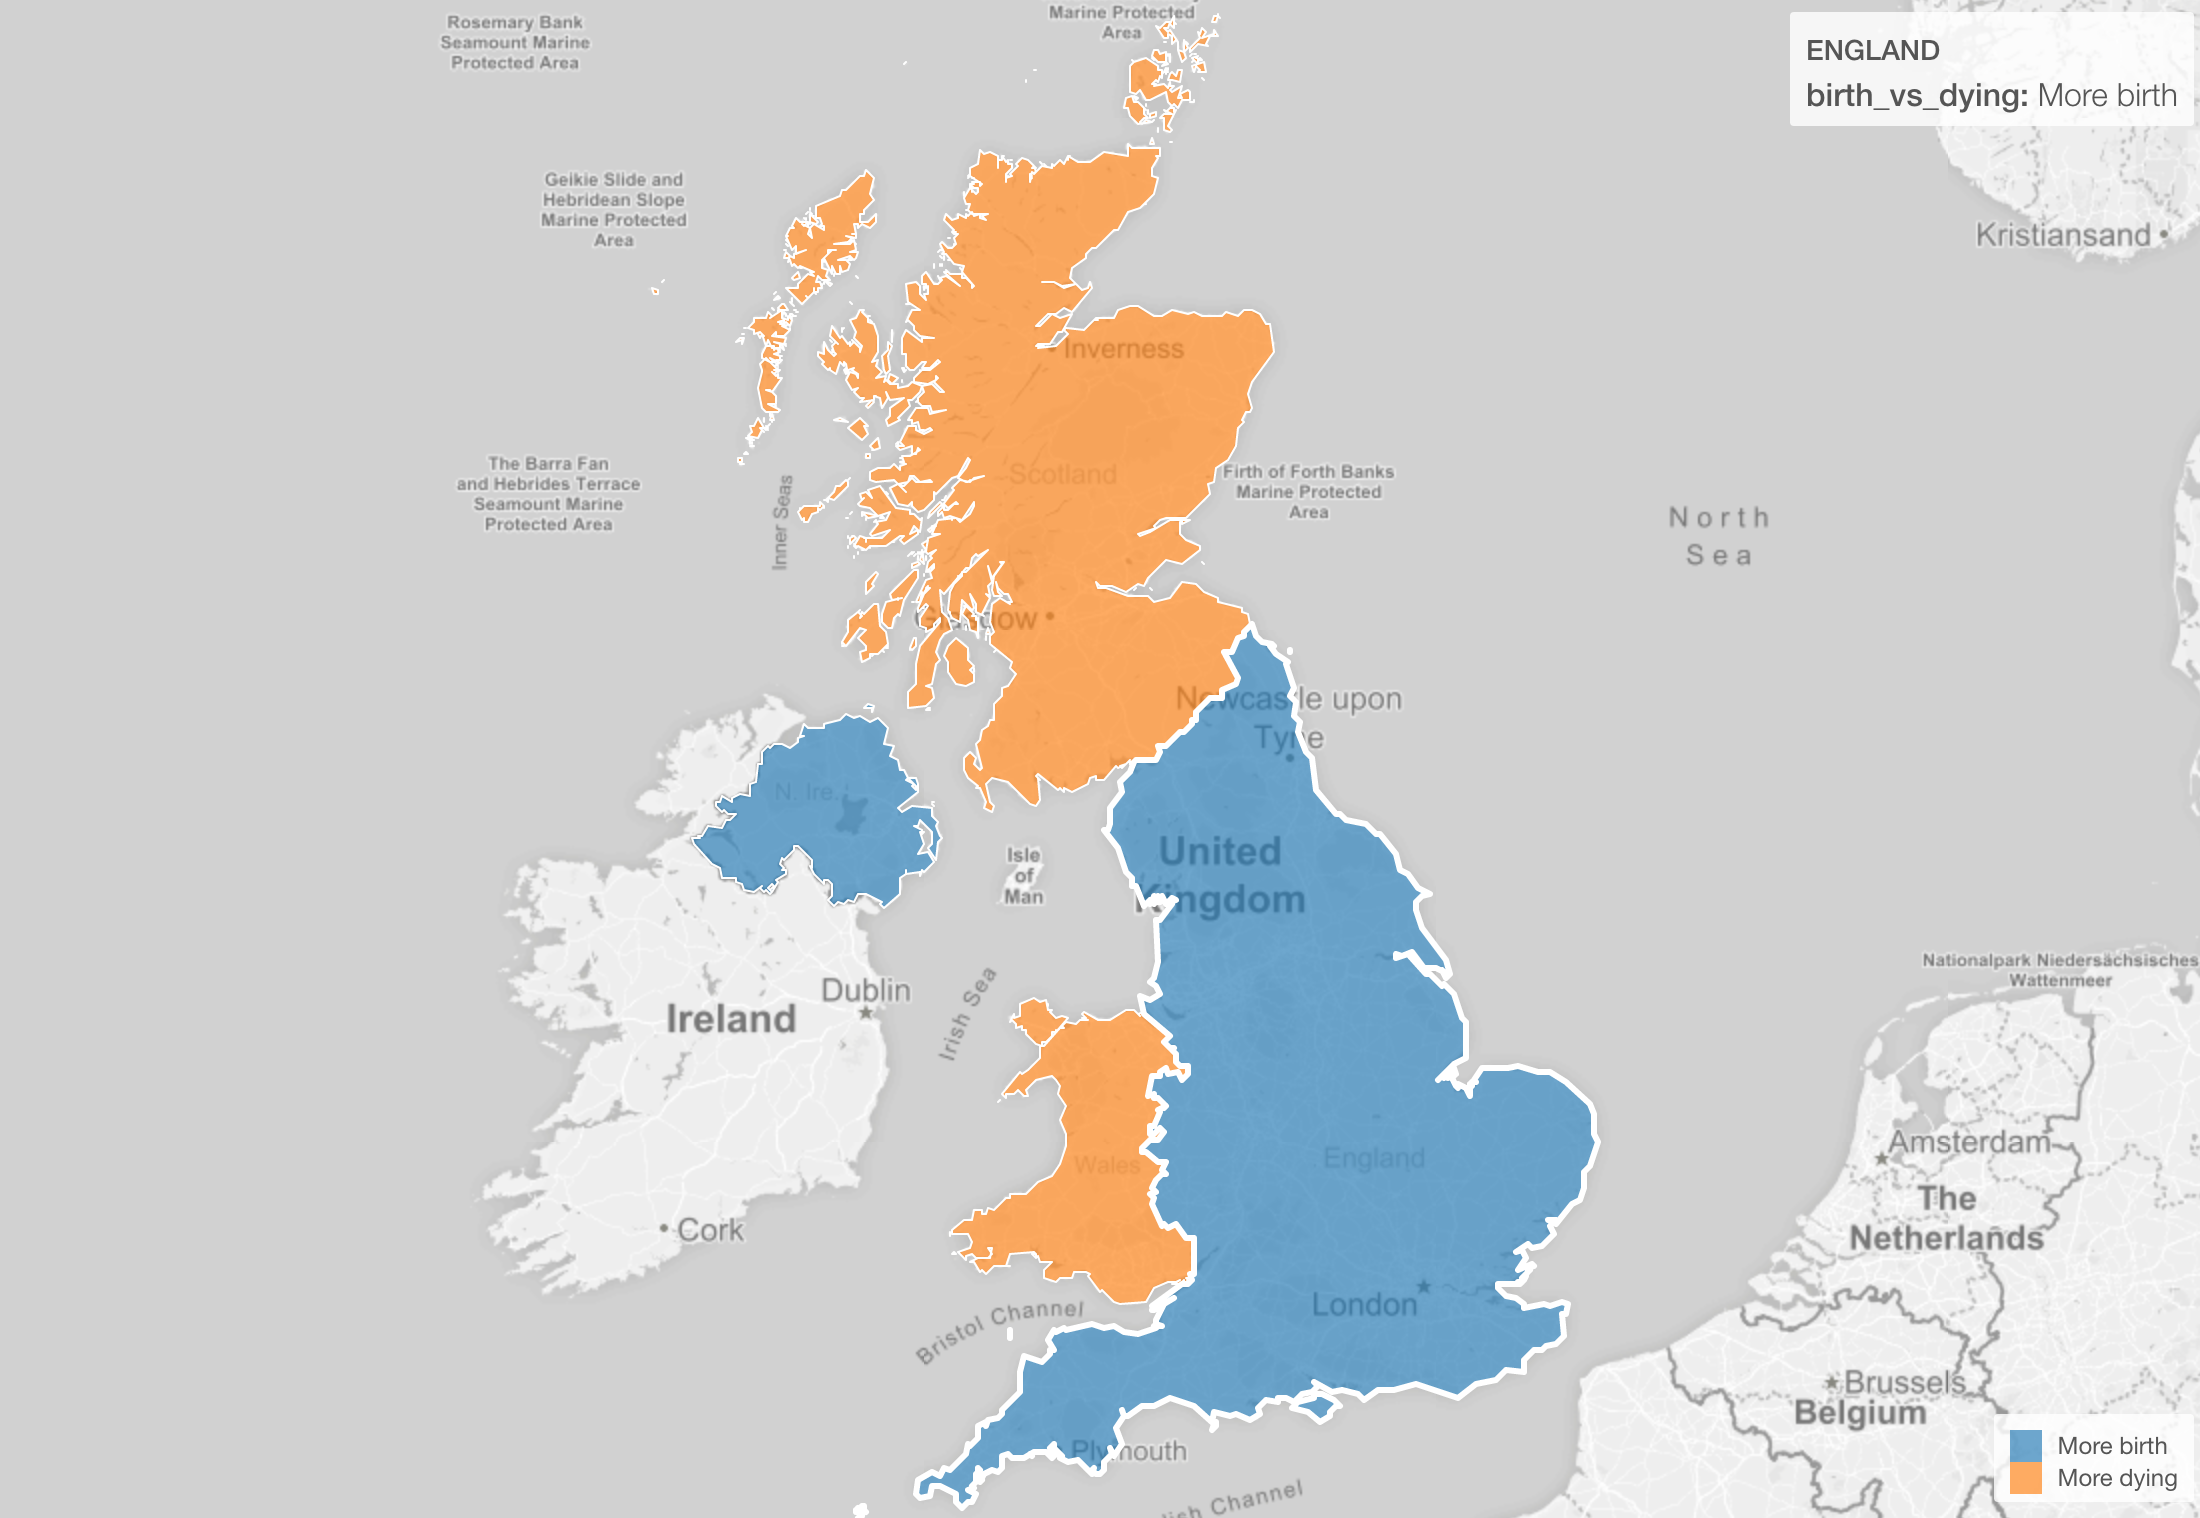 Rosemary Bank
Seamount Marine
Protected Area
Marine Protected
Area
ENGLAND
birth_vs_dying: More birth
Geikie Slide and
Hebridean Slope
Marine Protected
Area
Kristiansand
Inverness
The Barra Fan
and Hebrides Terrace
Seamount Marine
Protected Area
Inner Seas
Scotland
Firth of Forth Banks
Marine Protected
Area
North
Sea
Glasgow
Newcastle upon
Tyne
N. Ire.
United
Kingdom
Isle
of
Man
Dublin
Ireland
Irish Sea
Nationalpark Niedersächsisches
Wattenmeer
Amsterdam
The
Netherlands
Wales
England
Cork
London
Bristol Channel
Brussels
Belgium
Plymouth
lish Channel
More birth
More dying